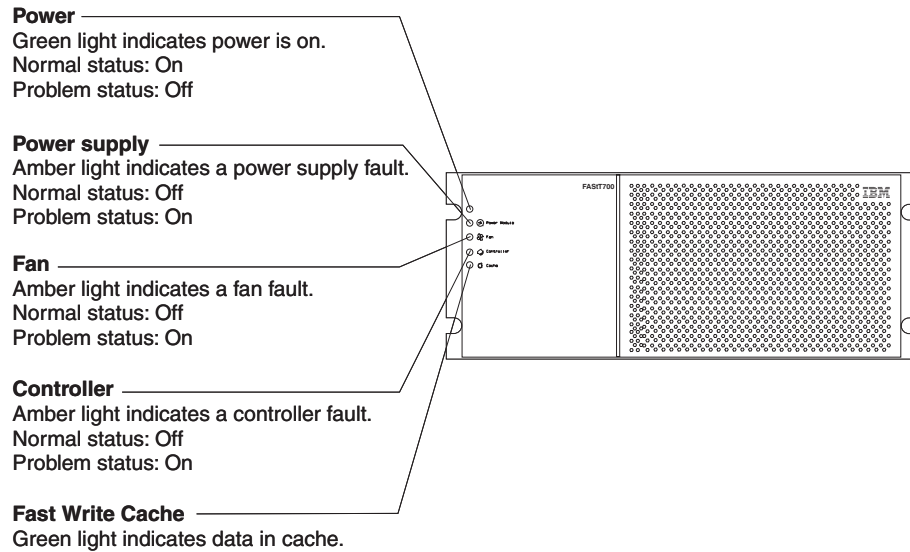 Power
Green light indicates power is on.
Normal status: On
Problem status: Off
Power supply
Amber light indicates a power supply fault.
Normal status: Off
Problem status: On
Fan
Amber light indicates a fan fault.
Normal status: Off
Problem status: On
Controller
Amber light indicates a controller fault.
Normal status: Off
Problem status: On
Fast Write Cache
Green light indicates data in cache.
FAStT700
IBM
Power Module
Fan
Controller
Cache